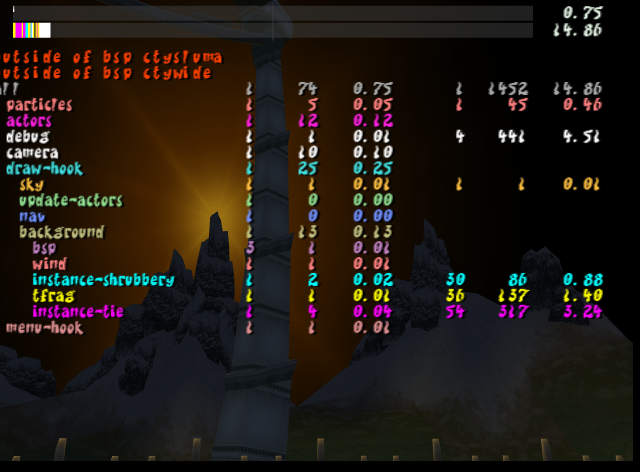 0.75
14.86
outside of bsp ctysluma
outside of bsp ctywide
all 1 74 0.75 1 1452 14.86
particles 1 5 0.05 1 45 0.46
actors 1 12 0.12
debug 1 1 0.01 4 441 4.51
camera 1 10 0.10
draw-hook 1 25 0.25
sky 1 1 0.01 1 1 0.01
update-actors 1 0 0.00
nav 1 0 0.00
background 1 13 0.13
bsp 3 1 0.01
wind 1 1 0.01
instance-shrubbery 1 2 0.02 30 86 0.88
tfrag 1 1 0.01 36 137 1.40
instance-tie 1 4 0.04 54 317 3.24
menu-hook 1 1 0.01